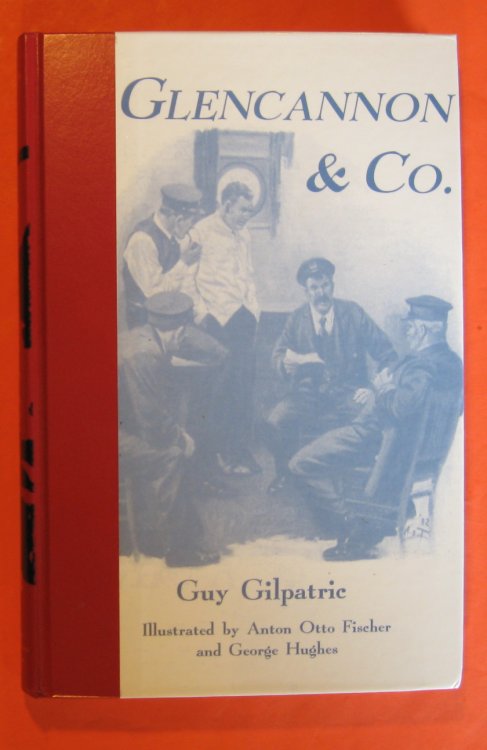 GLENCANNON
& CO.
Guy Gilpatric
Illustrated by Anton Otto Fischer
and George Hughes